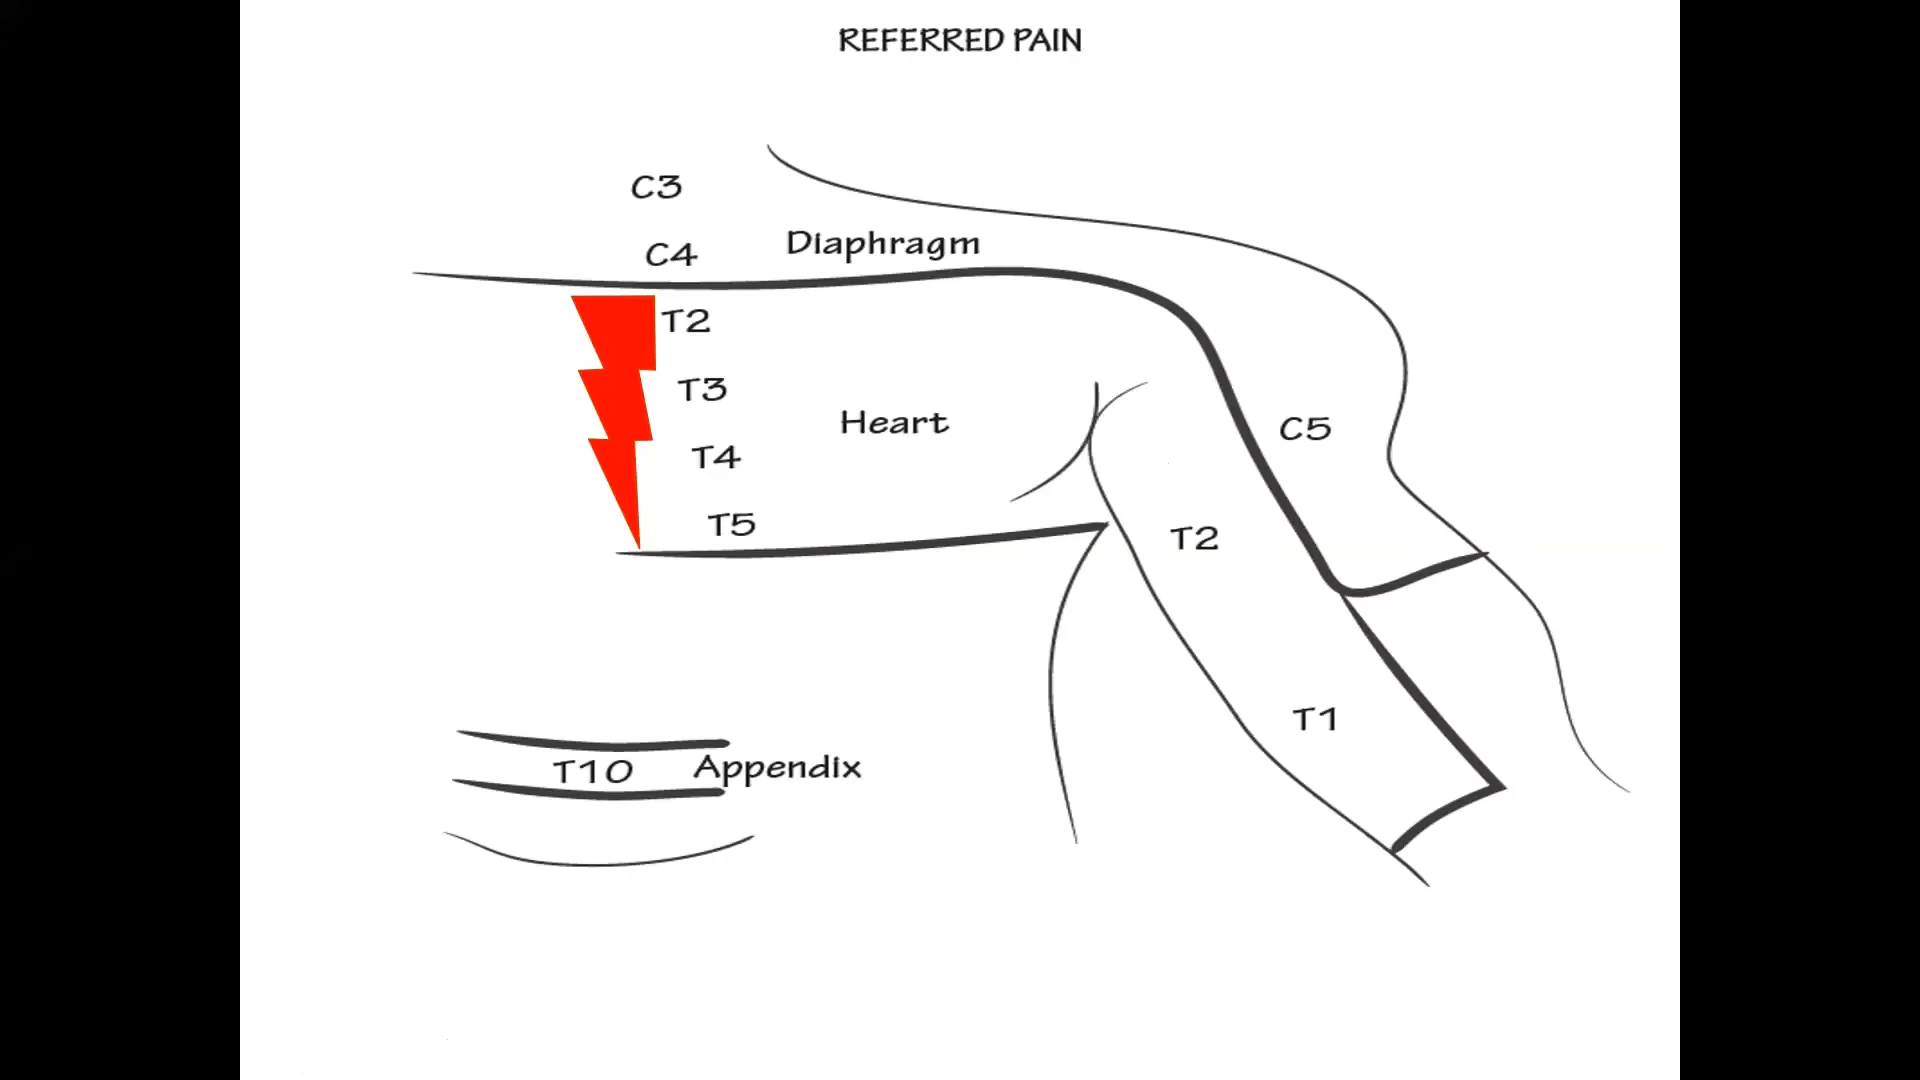 REFERRED PAIN
C3
C4 Diaphragm
T2
T3
Heart
C5
T4
T5
T2
T1
T10 Appendix